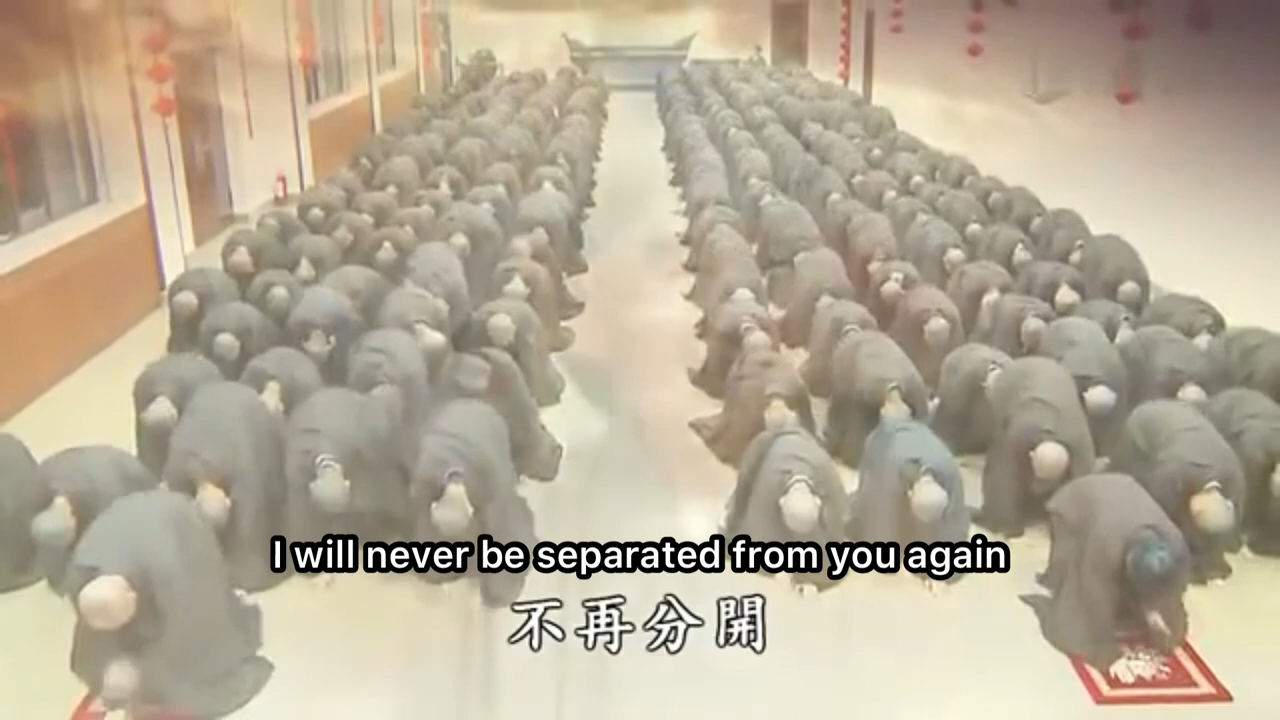 I will never be separated from you again
不再分開